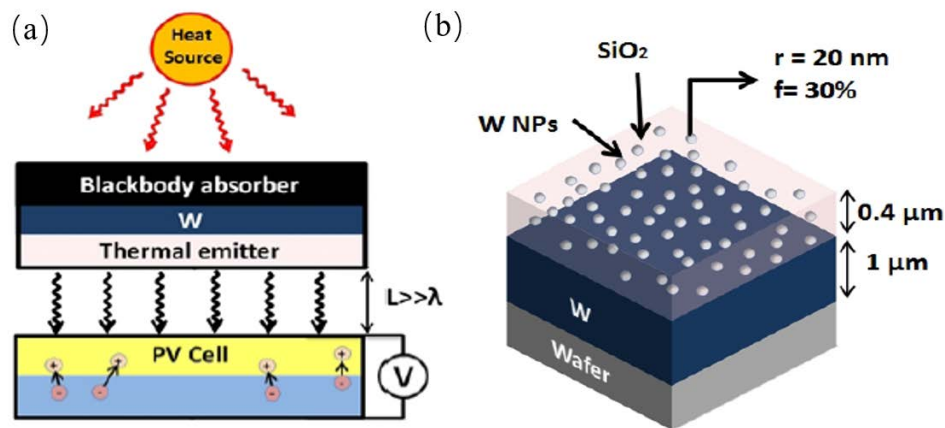 (a)
Heat
Source
Blackbody absorber
W
Thermal emitter
L>>λ
PV Cell
+
+
+
+
-
-
-
-
V
(b)
SiO₂
W NPs
r = 20 nm
f= 30%
0.4 μm
1 μm
W
Wafer